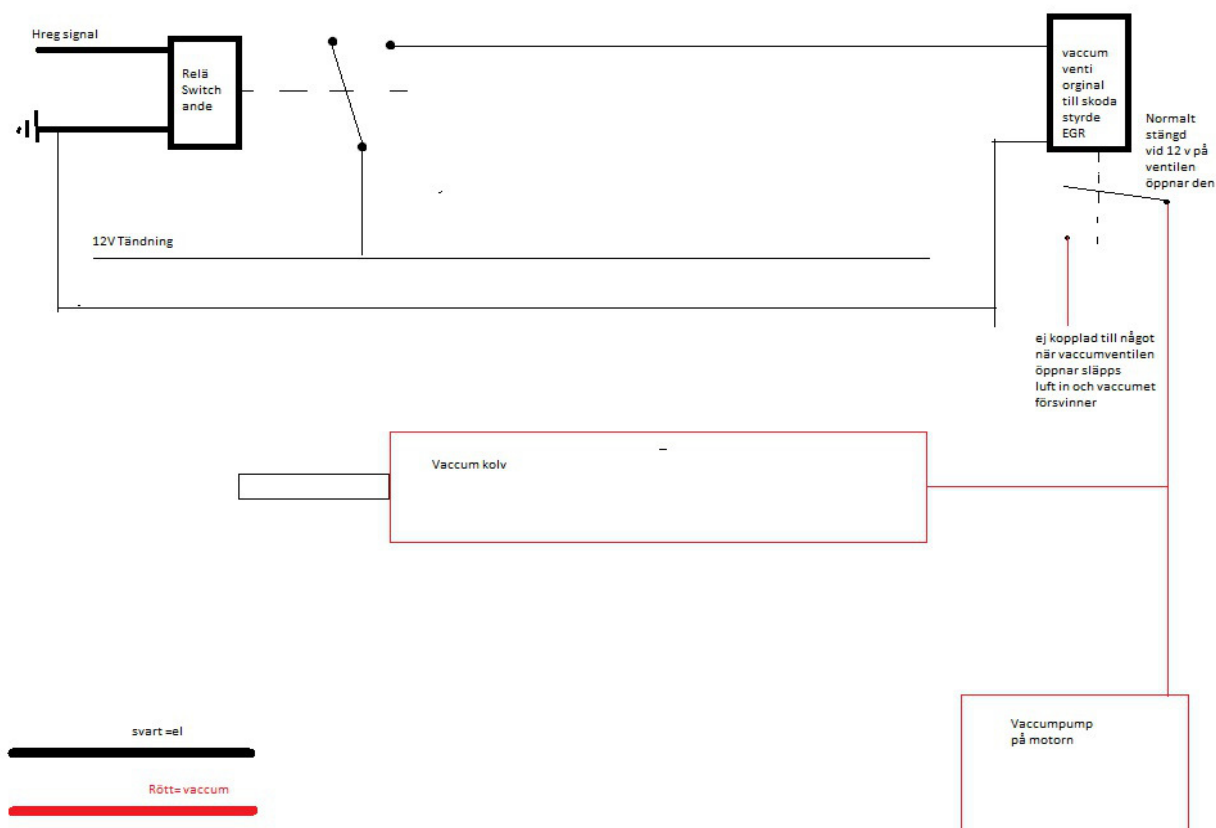 Hreg signal
Relä
Switch
ande
vaccum
venti
orginal
till skoda
styrde
EGR
Normalt
stängd
vid 12 v på
ventilen
öppnar den
12V Tändning
ej kopplad till något
när vaccumventilen
öppnar släpps
luft in och vaccumet
försvinner
Vaccum kolv
Vaccumpump
på motorn
svart =el
Rött= vaccum